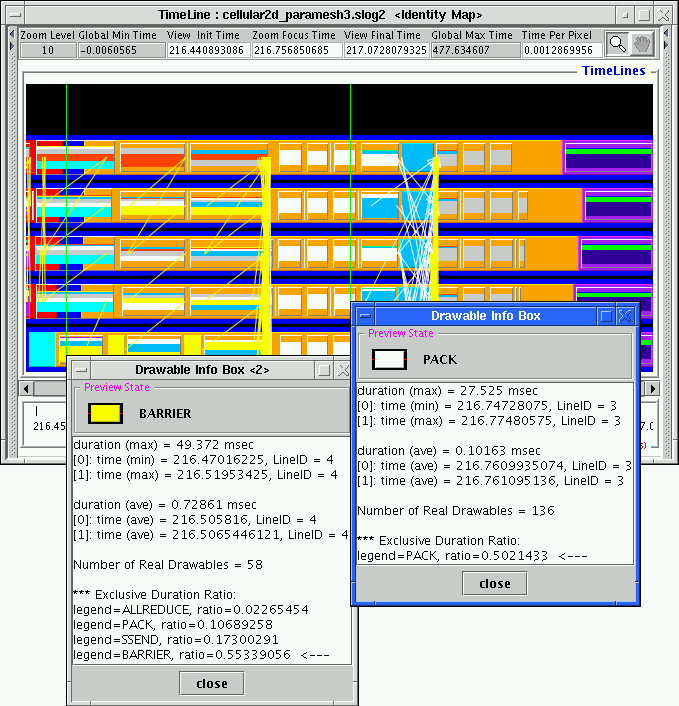 TimeLine : cellular2d_paramesh3.slog2  <Identity Map>
Zoom Level Global Min Time View  Init Time Zoom Focus Time View Final Time Global Max Time Time Per Pixel
10 -0.0060565 216.440893086 216.756850685 217.0728079325 477.634607 0.0012869956
TimeLines
Drawable Info Box
Preview State
PACK
duration (max) = 27.525 msec
[0]: time (min) = 216.74728075, LineID = 3
[1]: time (max) = 216.77480575, LineID = 3
duration (ave) = 0.10163 msec
[0]: time (ave) = 216.7609935074, LineID = 3
[1]: time (ave) = 216.761095136, LineID = 3
Number of Real Drawables = 136
*** Exclusive Duration Ratio:
legend=PACK, ratio=0.5021433  <---
close
Drawable Info Box <2>
Preview State
BARRIER
duration (max) = 49.372 msec
[0]: time (min) = 216.47016225, LineID = 4
[1]: time (max) = 216.51953425, LineID = 4
duration (ave) = 0.72861 msec
[0]: time (ave) = 216.505816, LineID = 4
[1]: time (ave) = 216.5065446121, LineID = 4
Number of Real Drawables = 58
*** Exclusive Duration Ratio:
legend=ALLREDUCE, ratio=0.02265454
legend=PACK, ratio=0.10689258
legend=SSEND, ratio=0.17300291
legend=BARRIER, ratio=0.55339056  <---
close
216.45
7.0